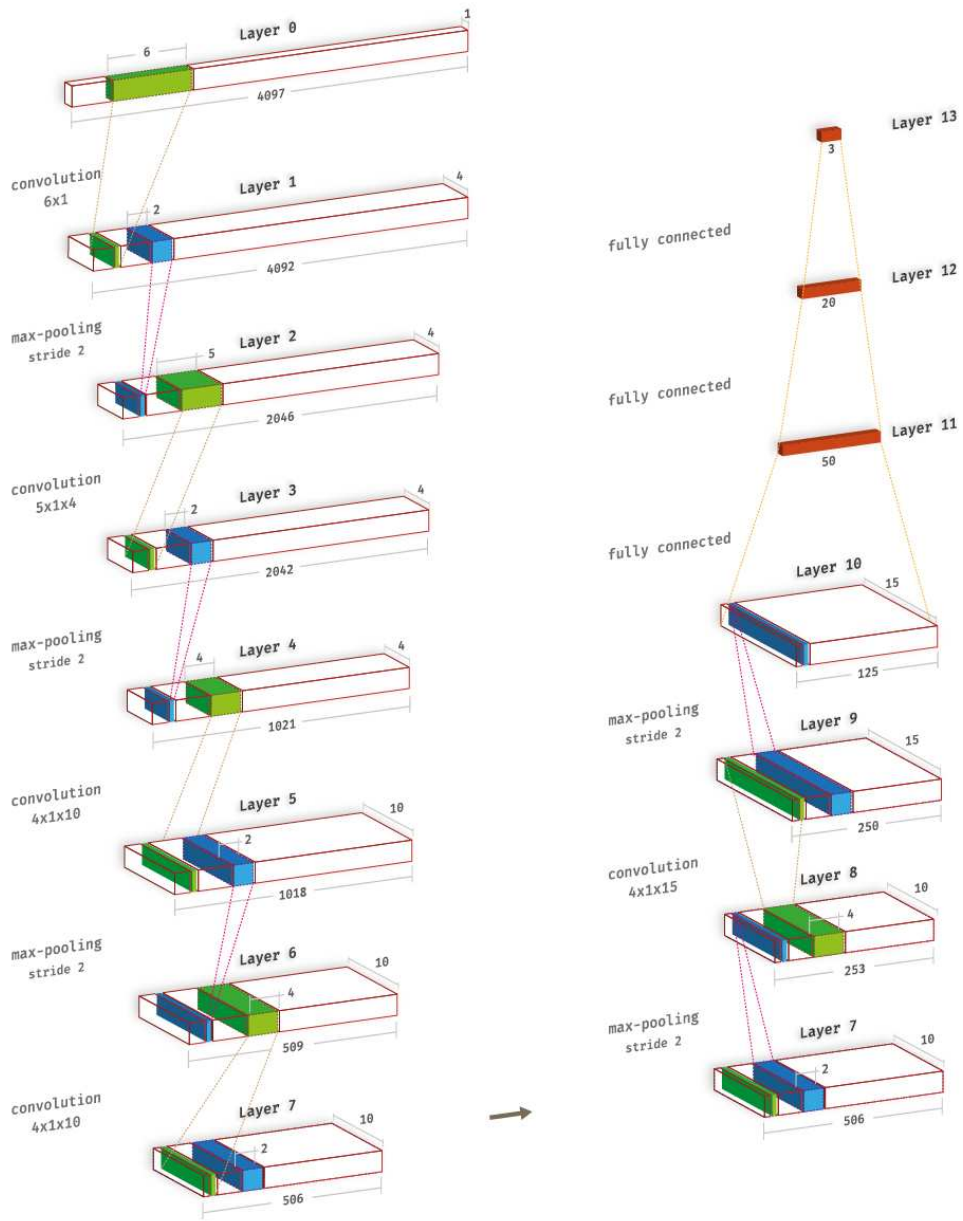 Layer 0
1
6
4097
convolution
6x1
Layer 1
4
2
4092
max-pooling
stride 2
Layer 2
4
5
2046
convolution
5x1x4
Layer 3
4
2
2042
max-pooling
stride 2
Layer 4
4
4
1021
convolution
4x1x10
Layer 5
10
2
1018
max-pooling
stride 2
Layer 6
10
4
509
convolution
4x1x10
Layer 7
10
2
506
Layer 13
3
fully connected
Layer 12
20
fully connected
Layer 11
50
fully connected
Layer 10
15
125
max-pooling
stride 2
Layer 9
15
250
convolution
4x1x15
Layer 8
10
4
253
max-pooling
stride 2
Layer 7
10
2
506